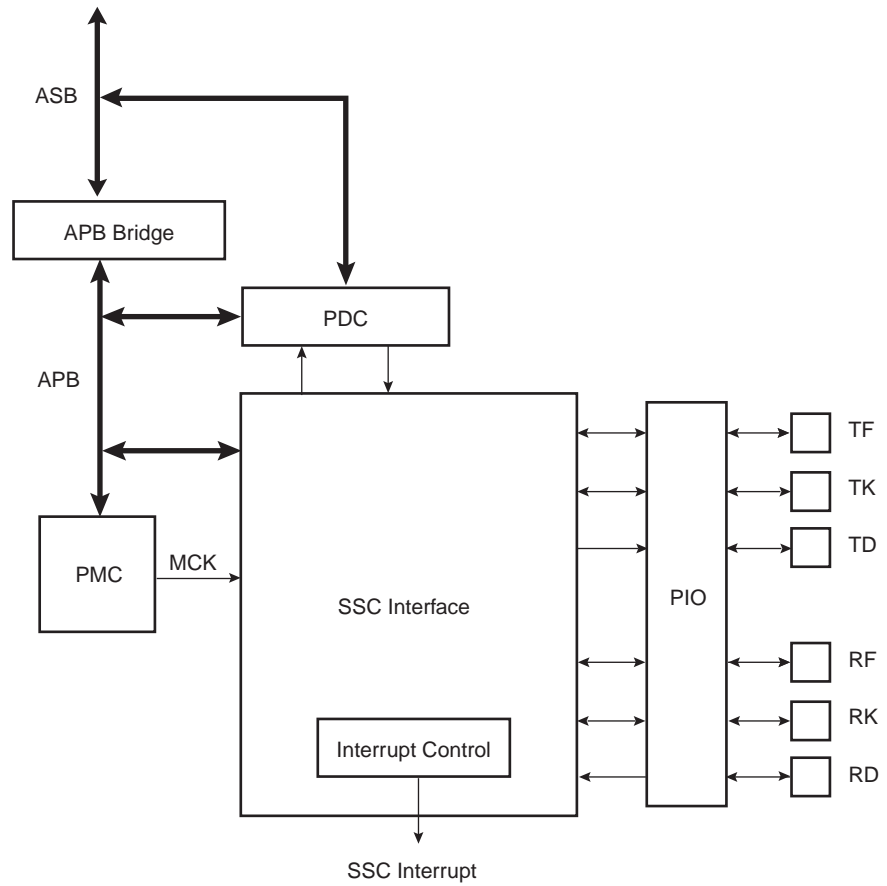 ASB
APB Bridge
PDC
APB
TF
TK
PMC
MCK
TD
SSC Interface
PIO
RF
RK
Interrupt Control
RD
SSC Interrupt